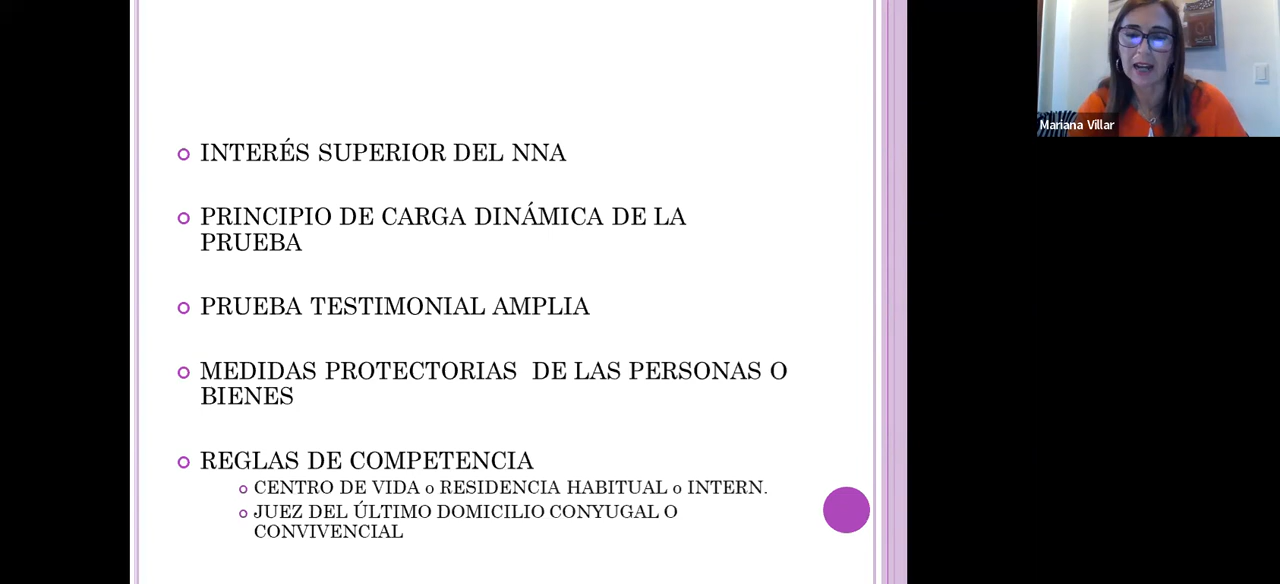 INTERÉS SUPERIOR DEL NNA
PRINCIPIO DE CARGA DINÁMICA DE LA
PRUEBA
PRUEBA TESTIMONIAL AMPLIA
MEDIDAS PROTECTORIAS  DE LAS PERSONAS O
BIENES
REGLAS DE COMPETENCIA
CENTRO DE VIDA o RESIDENCIA HABITUAL o INTERN.
JUEZ DEL ÚLTIMO DOMICILIO CONYUGAL O
CONVIVENCIAL
Mariana Villar